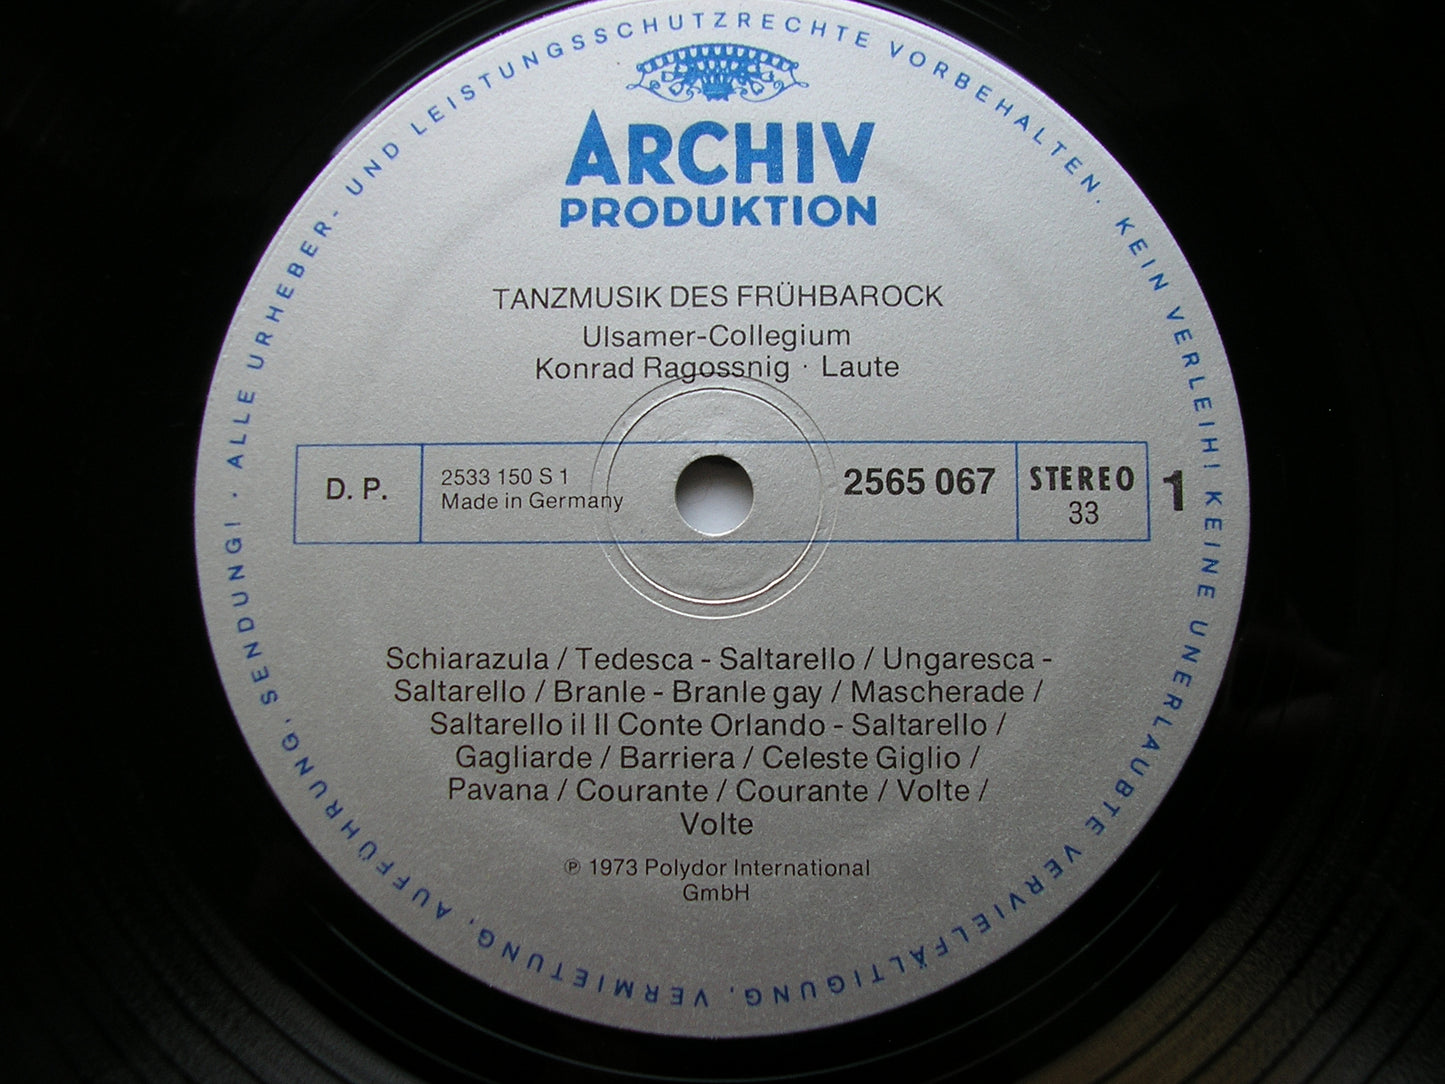 ALLE URHEBER- UND LEISTUNGSSCHUTZRECHTE VORBEHALTEN. KEIN VERLEIH! KEINE UNERLAUBTE VERVIELFÄLTIGUNG, VERMIETUNG, AUFFÜHRUNG, SENDUNG! ·
ARCHIV
PRODUKTION
TANZMUSIK DES FRÜHBAROCK
Ulsamer-Collegium
Konrad Ragossnig · Laute
D. P.
2533 150 S 1
Made in Germany
2565 067
STEREO
33
1
Schiarazula / Tedesca - Saltarello / Ungaresca -
Saltarello / Branle - Branle gay / Mascherade /
Saltarello il Il Conte Orlando - Saltarello /
Gagliarde / Barriera / Celeste Giglio /
Pavana / Courante / Courante / Volte /
Volte
℗ 1973 Polydor International
GmbH